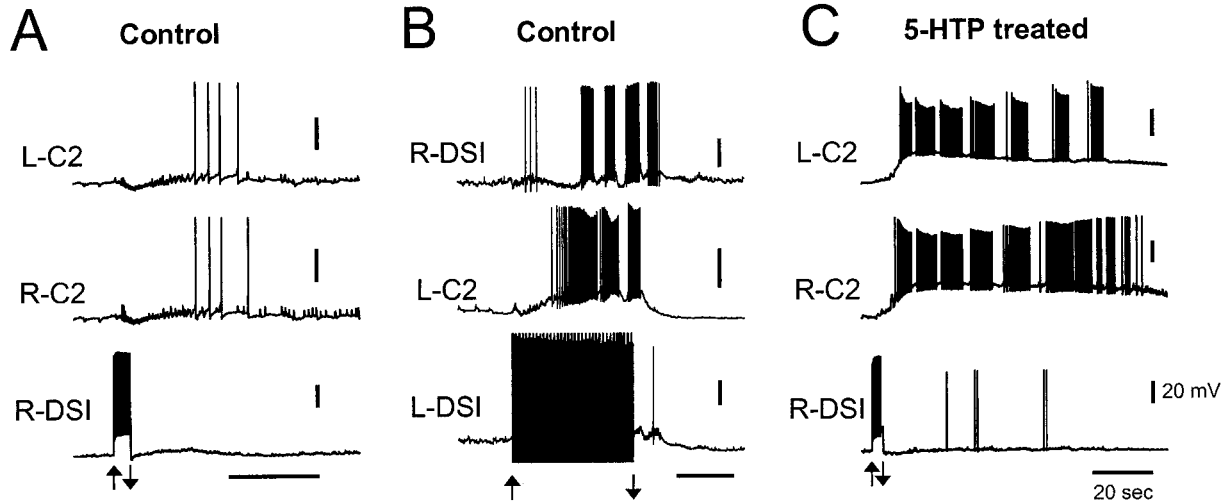 A Control
L-C2
R-C2
R-DSI
B Control
R-DSI
L-C2
L-DSI
C 5-HTP treated
L-C2
R-C2
R-DSI
20 mV
20 sec